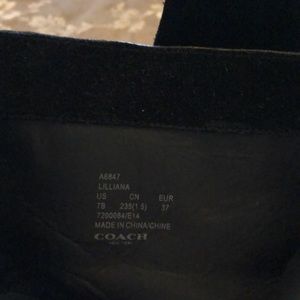 A6847
LILLIANA
US CN EUR
7B 235(1.5) 37
7200084/E14
MADE IN CHINA/CHINE
COACH